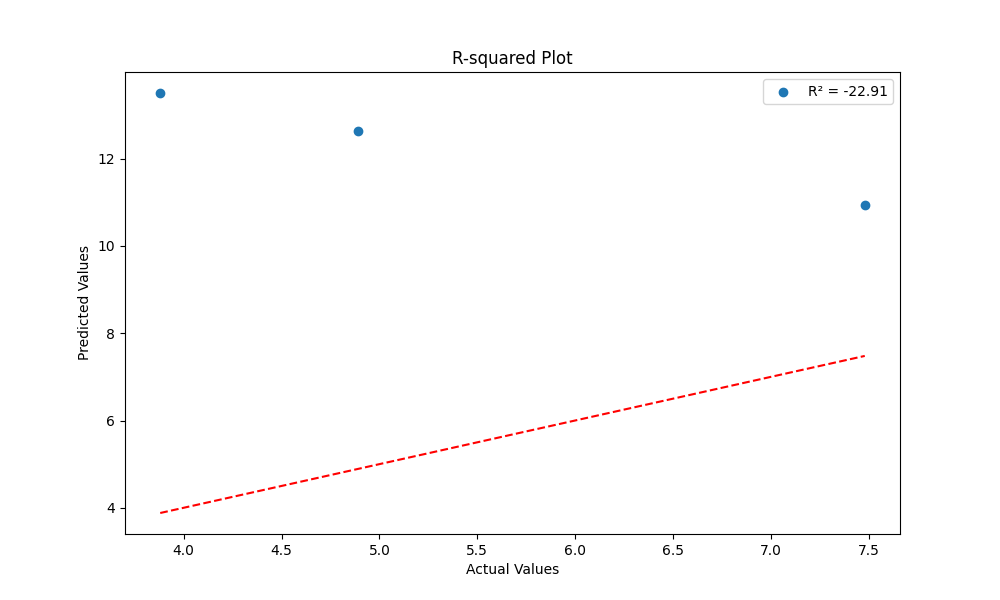 R-squared Plot
R² = -22.91
Predicted Values
12
10
8
6
4
4.0 4.5 5.0 5.5 6.0 6.5 7.0 7.5
Actual Values